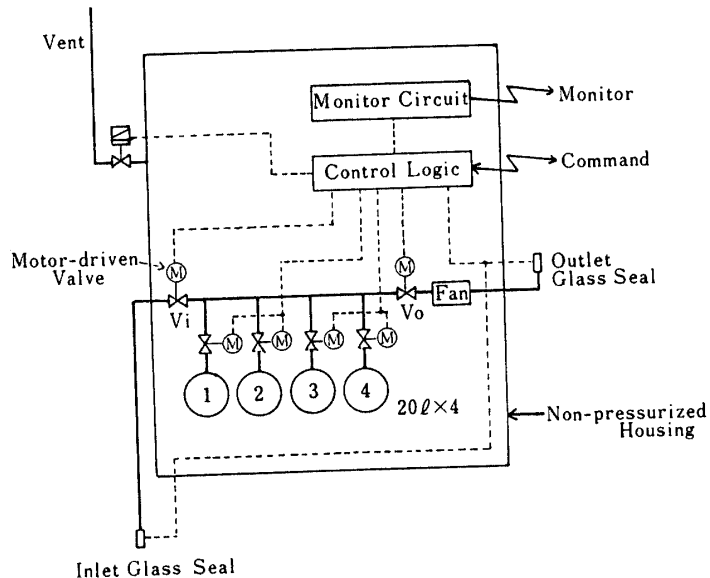 Vent
Monitor Circuit
Monitor
Control Logic
Command
Motor-driven
Valve
M
M
Outlet
Glass Seal
Vi
Vo
Fan
M
M
M
M
1
2
3
4
20ℓ×4
Non-pressurized
Housing
Inlet Glass Seal